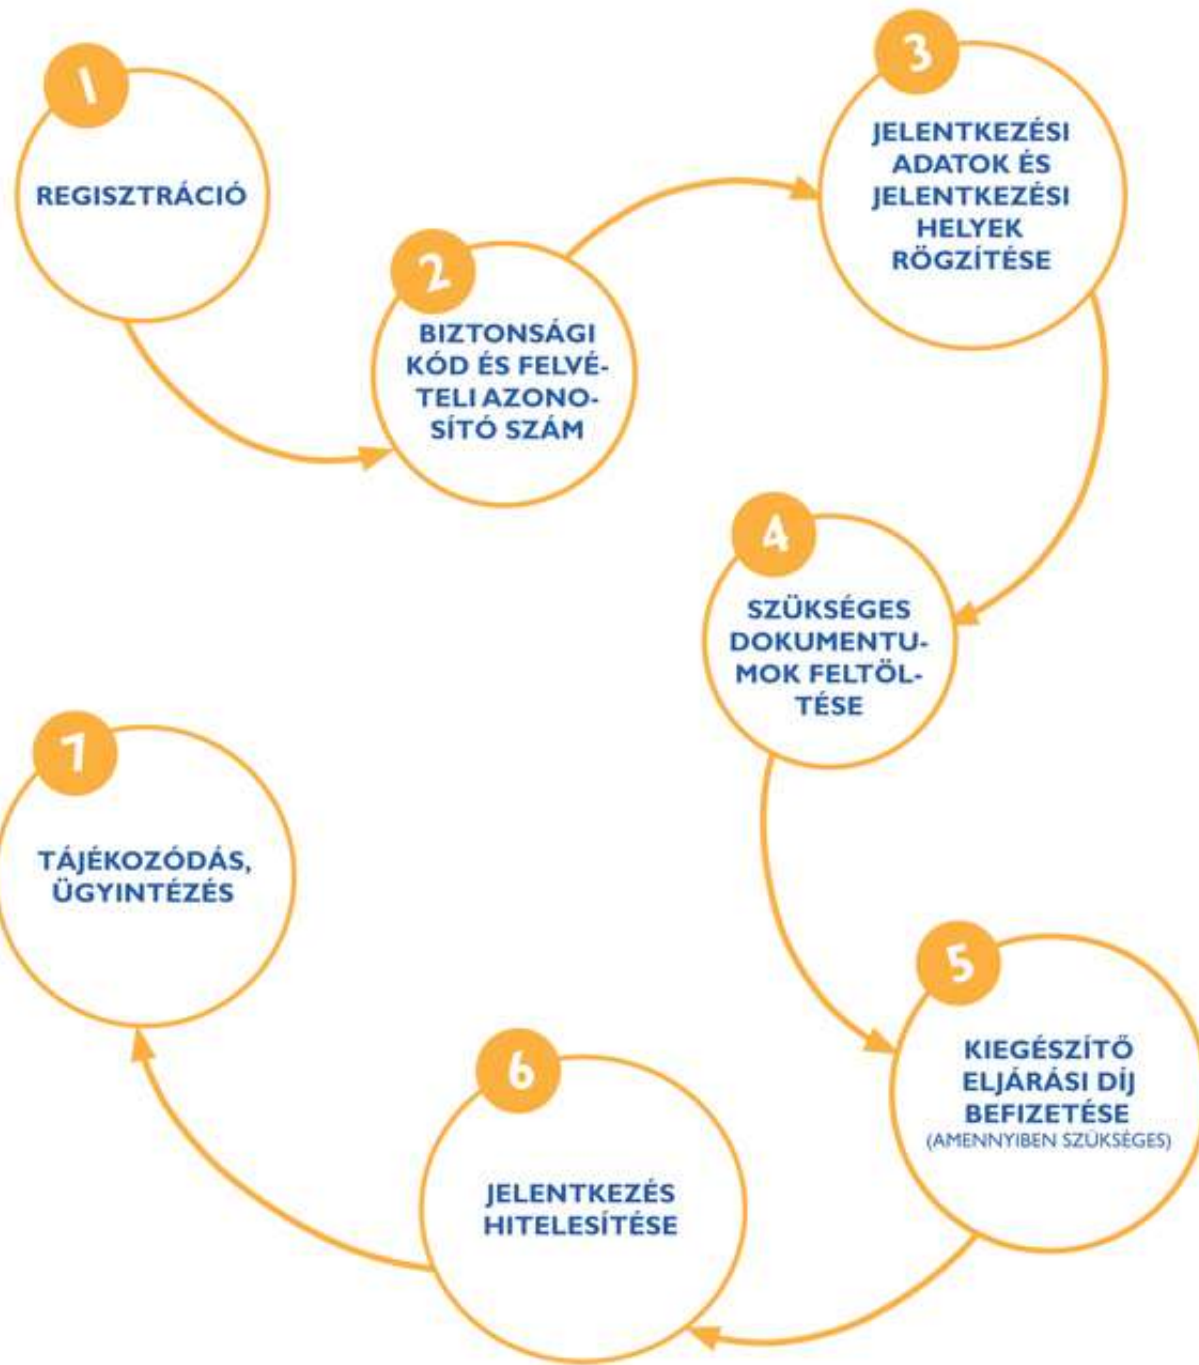 1
REGISZTRÁCIÓ
2
BIZTONSÁGI
KÓD ÉS FELVÉ-
TELI AZONO-
SÍTÓ SZÁM
3
JELENTKEZÉSI
ADATOK ÉS
JELENTKEZÉSI
HELYEK
RÖGZÍTÉSE
4
SZÜKSÉGES
DOKUMENTU-
MOK FELTÖL-
TÉSE
5
KIEGÉSZÍTŐ
ELJÁRÁSI DÍJ
BEFIZETÉSE
(AMENNYIBEN SZÜKSÉGES)
6
JELENTKEZÉS
HITELESÍTÉSE
7
TÁJÉKOZÓDÁS,
ÜGYINTÉZÉS